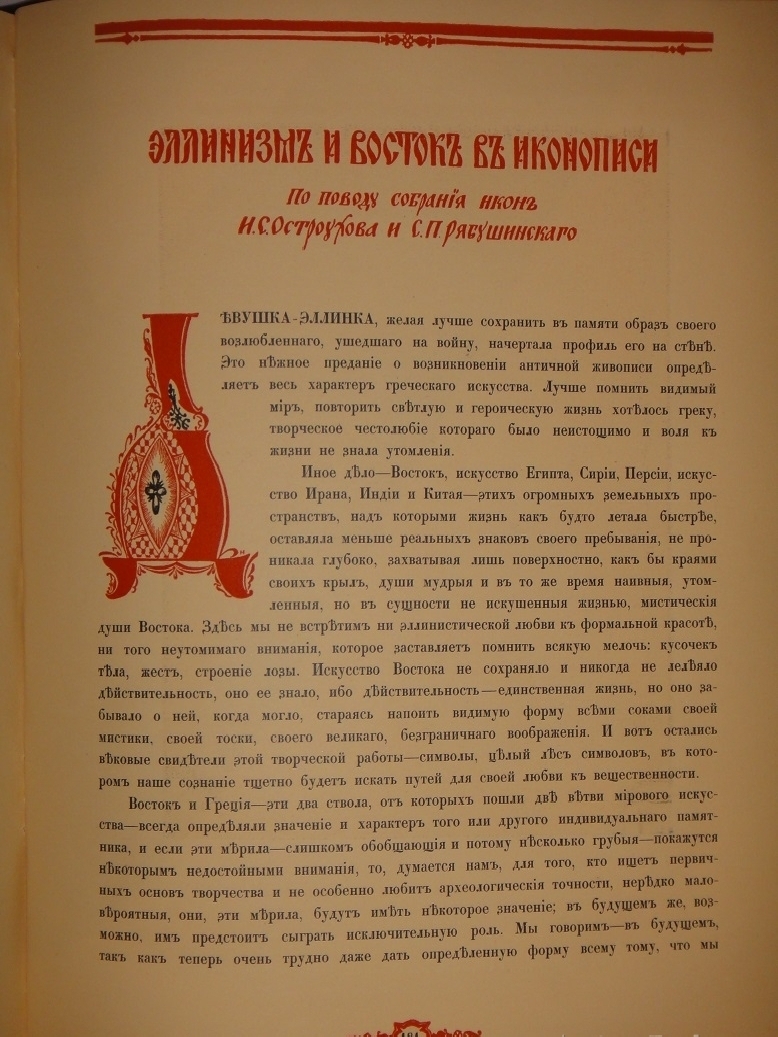 ЭЛЛИНИЗМЪ И ВОСТОКЪ ВЪ ИКОНОПИСИ
По поводу собранія иконъ
И.С.Остроухова и С.П.Рябушинскаго
ДѢВУШКА-ЭЛЛИНКА, желая лучше сохранить въ памяти образъ своего
возлюбленнаго, ушедшаго на войну, начертала профиль его на стѣнѣ.
Это нѣжное преданіе о возникновеніи античной живописи опредѣ-
ляетъ весь характеръ греческаго искусства. Лучше помнить видимый
міръ, повторить свѣтлую и героическую жизнь хотѣлось греку,
творческое честолюбіе котораго было неистощимо и воля къ
жизни не знала утомленія.
Иное дѣло—Востокъ, искусство Египта, Сиріи, Персіи, искус-
ство Ирана, Индіи и Китая—этихъ огромныхъ земельныхъ про-
странствъ, надъ которыми жизнь какъ будто летала быстрѣе,
оставляла меньше реальныхъ знаковъ своего пребыванія, не про-
никала глубоко, захватывая лишь поверхностно, какъ бы краями
своихъ крылъ, души мудрыя и въ то же время наивныя, утом-
ленныя, но въ сущности не искушенныя жизнью, мистическія
души Востока. Здѣсь мы не встрѣтимъ ни эллинистической любви къ формальной красотѣ,
ни того неутомимаго вниманія, которое заставляетъ помнить всякую мелочь: кусочекъ
тѣла, жестъ, строеніе лозы. Искусство Востока не сохраняло и никогда не лелѣяло
дѣйствительность, оно ее знало, ибо дѣйствительность—единственная жизнь, но оно за-
бывало о ней, когда могло, стараясь напоить видимую форму всѣми соками своей
мистики, своей тоски, своего великаго, безграничнаго воображенія. И вотъ остались
вѣковые свидѣтели этой творческой работы—символы, цѣлый лѣсъ символовъ, въ кото-
ромъ наше сознаніе тщетно будетъ искать путей для своей любви къ вещественности.
Востокъ и Греція—эти два ствола, отъ которыхъ пошли двѣ вѣтви мірового искус-
ства—всегда опредѣляли значеніе и характеръ того или другого индивидуальнаго памят-
ника, и если эти мѣрила—слишкомъ обобщающія и потому нѣсколько грубыя—покажутся
нѣкоторымъ недостойными вниманія, то, думается намъ, для того, кто ищетъ первич-
ныхъ основъ творчества и не особенно любитъ археологическія точности, нерѣдко мало-
вѣроятныя, они, эти мѣрила, будутъ имѣть нѣкоторое значеніе; въ будущемъ же, воз-
можно, имъ предстоитъ сыграть исключительную роль. Мы говоримъ—въ будущемъ,
такъ какъ теперь очень трудно даже дать опредѣленную форму всему тому, что мы